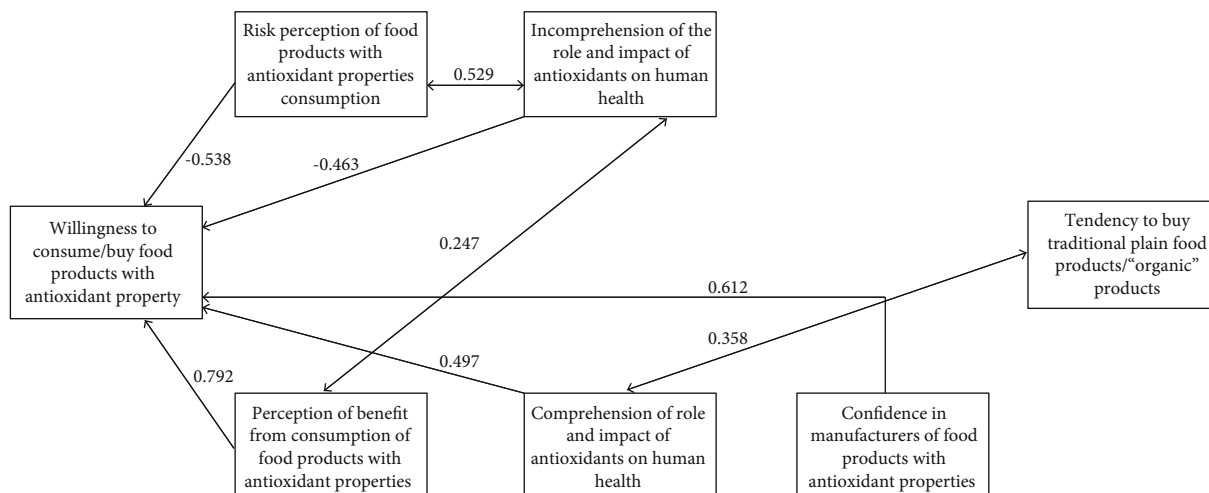 Risk perception of food
products with
antioxidant properties
consumption
Incomprehension of the
role and impact of
antioxidants on human
health
0.529
-0.538
-0.463
Willingness to
consume/buy food
products with
antioxidant property
0.247
Tendency to buy
traditional plain food
products/“organic”
products
0.612
0.358
0.497
0.792
Perception of benefit
from consumption of
food products with
antioxidant properties
Comprehension of role
and impact of
antioxidants on human
health
Confidence in
manufacturers of food
products with
antioxidant properties